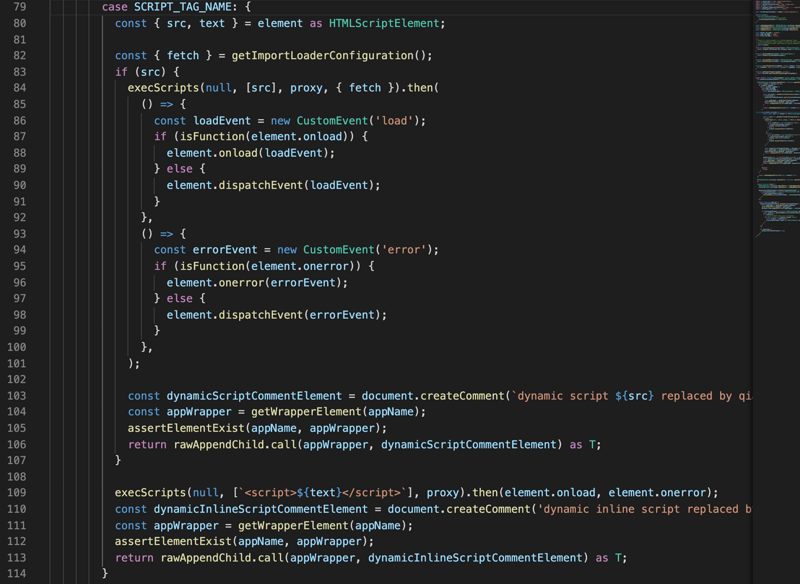 79 case SCRIPT_TAG_NAME: {
80 const { src, text } = element as HTMLScriptElement;
81
82 const { fetch } = getImportLoaderConfiguration();
83 if (src) {
84 execScripts(null, [src], proxy, { fetch }).then(
85 () => {
86 const loadEvent = new CustomEvent('load');
87 if (isFunction(element.onload)) {
88 element.onload(loadEvent);
89 } else {
90 element.dispatchEvent(loadEvent);
91 }
92 },
93 () => {
94 const errorEvent = new CustomEvent('error');
95 if (isFunction(element.onerror)) {
96 element.onerror(errorEvent);
97 } else {
98 element.dispatchEvent(errorEvent);
99 }
100 },
101 );
102
103 const dynamicScriptCommentElement = document.createComment(`dynamic script ${src} replaced by qi
104 const appWrapper = getWrapperElement(appName);
105 assertElementExist(appName, appWrapper);
106 return rawAppendChild.call(appWrapper, dynamicScriptCommentElement) as T;
107 }
108
109 execScripts(null, [`<script>${text}</script>`], proxy).then(element.onload, element.onerror);
110 const dynamicInlineScriptCommentElement = document.createComment('dynamic inline script replaced b
111 const appWrapper = getWrapperElement(appName);
112 assertElementExist(appName, appWrapper);
113 return rawAppendChild.call(appWrapper, dynamicInlineScriptCommentElement) as T;
114 }